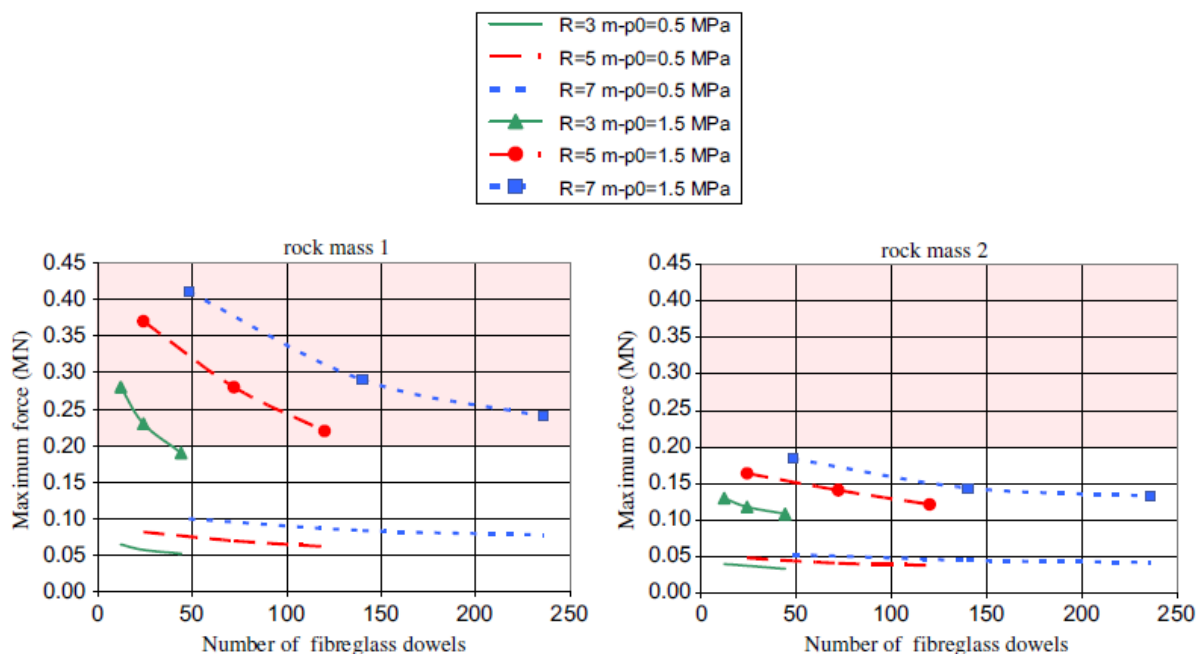 R=3 m-p0=0.5 MPa
R=5 m-p0=0.5 MPa
R=7 m-p0=0.5 MPa
R=3 m-p0=1.5 MPa
R=5 m-p0=1.5 MPa
R=7 m-p0=1.5 MPa
rock mass 1
Maximum force (MN)
0.45
0.40
0.35
0.30
0.25
0.20
0.15
0.10
0.05
0.00
0 50 100 150 200 250
Number of fibreglass dowels
rock mass 2
Maximum force (MN)
0.45
0.40
0.35
0.30
0.25
0.20
0.15
0.10
0.05
0.00
0 50 100 150 200 250
Number of fibreglass dowels